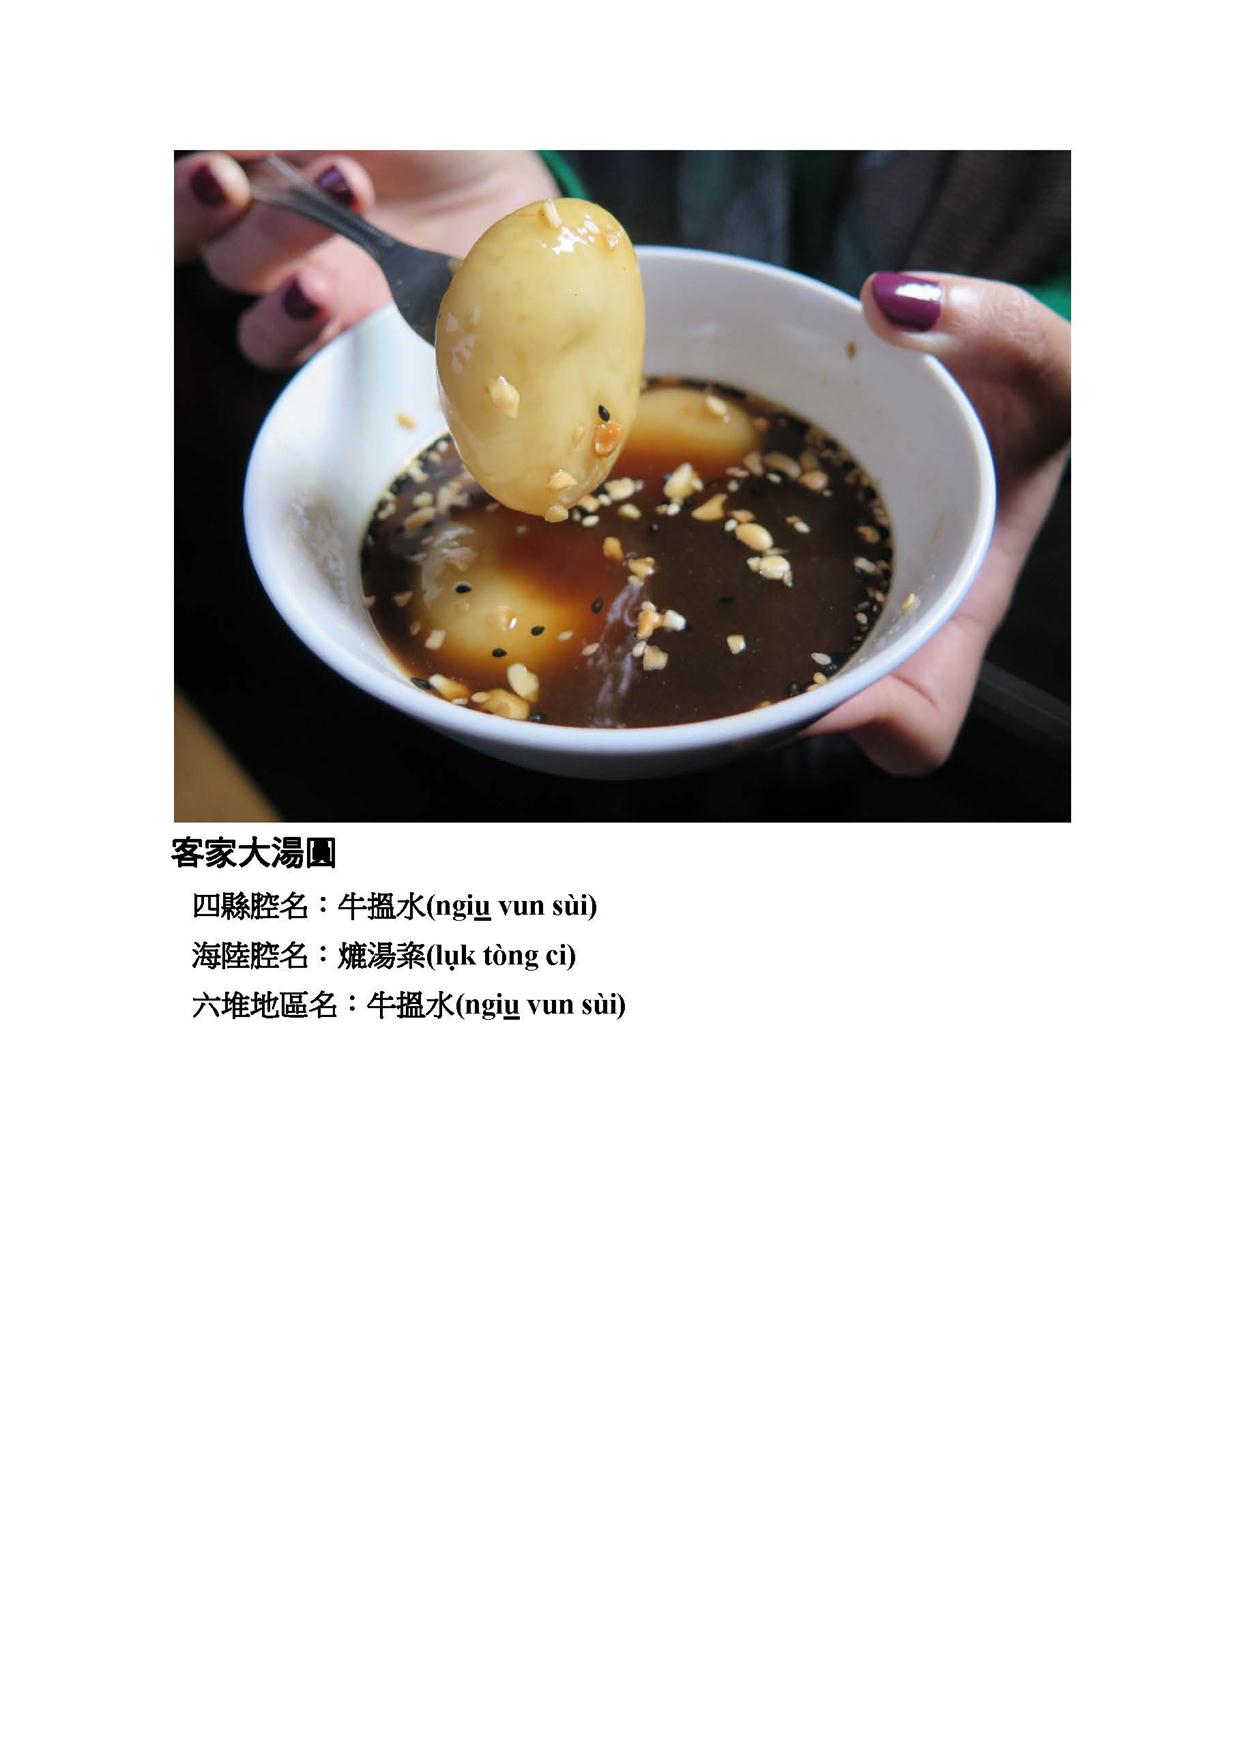 客家大湯圓
四縣腔名：牛搵水(ngiu vun sùi)
海陸腔名：熝湯粢(lụk tòng ci)
六堆地區名：牛搵水(ngiu vun sùi)